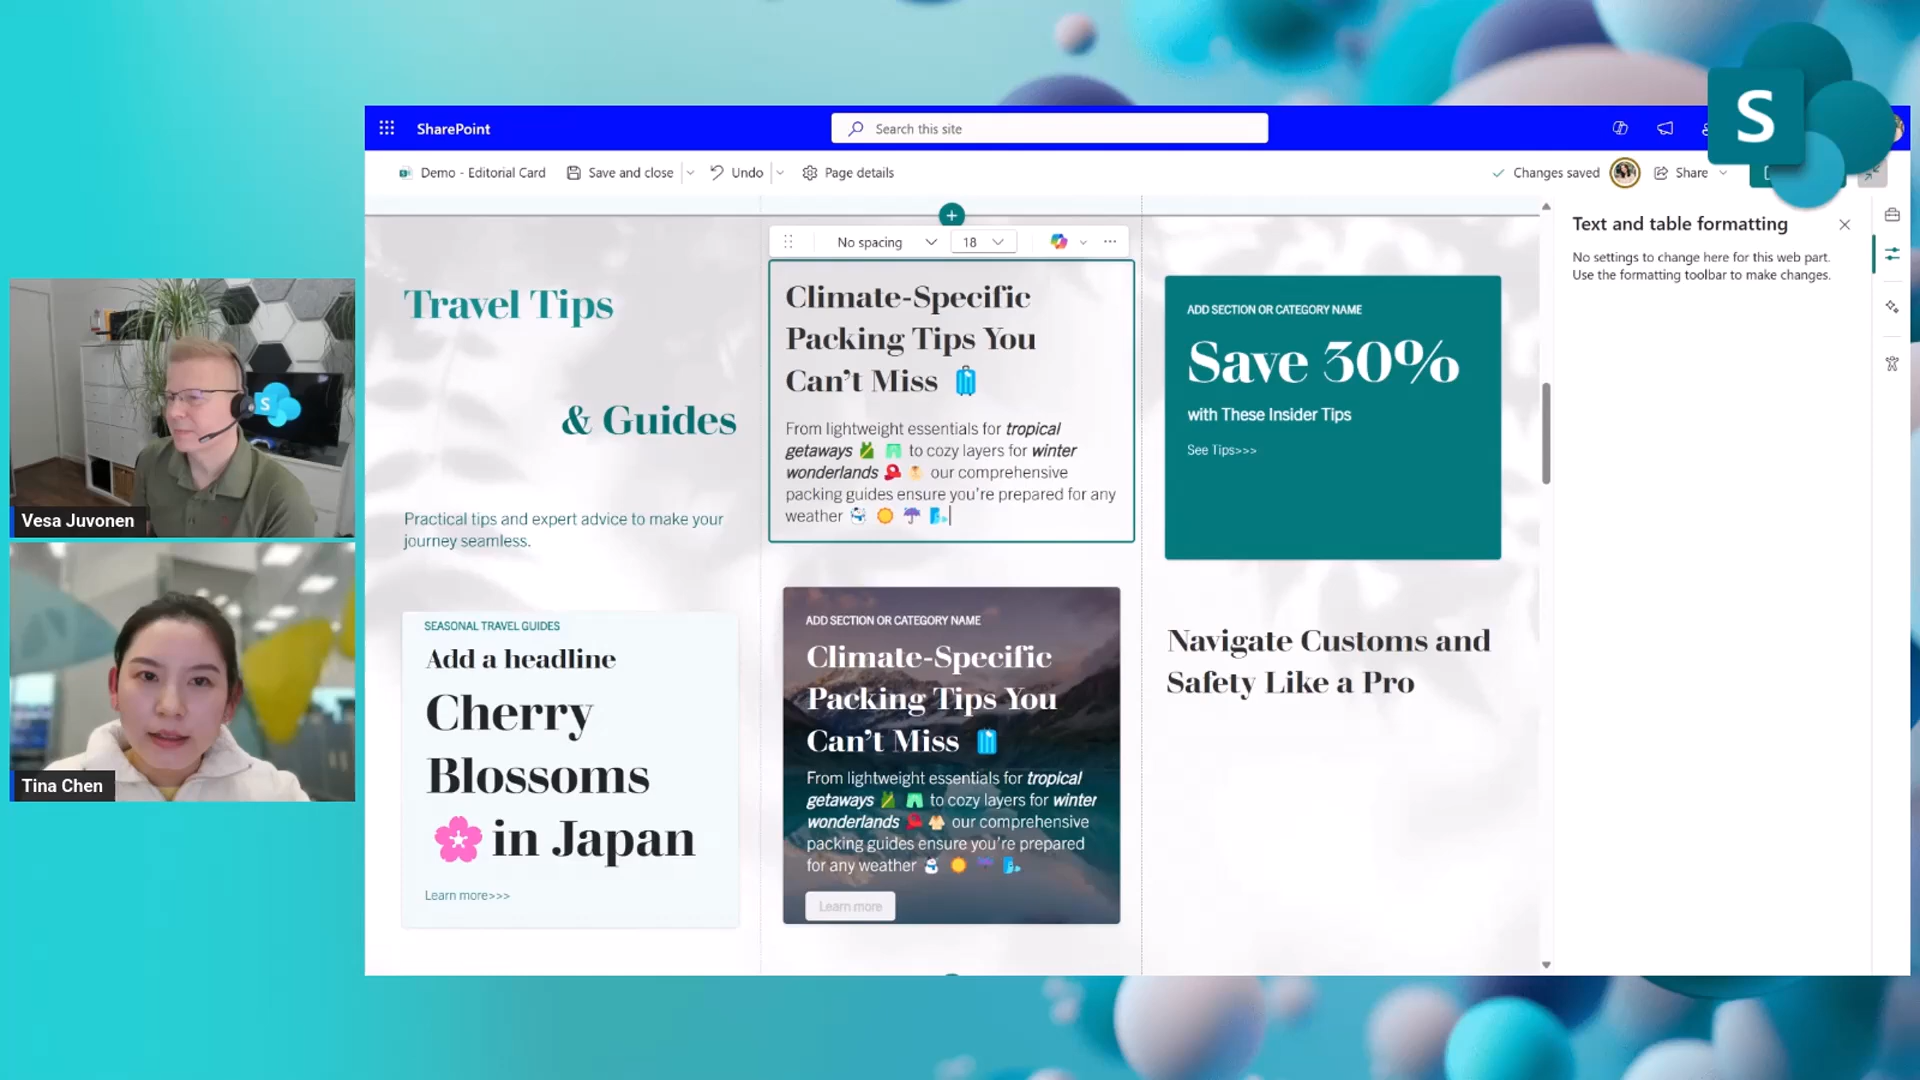 SharePoint
Search this site
Demo - Editorial Card
Save and close
Undo
Page details
Changes saved
Share
S
No spacing
18
Text and table formatting
No settings to change here for this web part.
Use the formatting toolbar to make changes.
Travel Tips
& Guides
Practical tips and expert advice to make your
journey seamless.
Climate-Specific
Packing Tips You
Can't Miss 🧳
From lightweight essentials for tropical
getaways 🎽 🩳 to cozy layers for winter
wonderlands 🧣 🧥 our comprehensive
packing guides ensure you're prepared for any
weather ⛄ ☀️ ☂️ 🌬️
ADD SECTION OR CATEGORY NAME
Save 30%
with These Insider Tips
See Tips>>>
SEASONAL TRAVEL GUIDES
Add a headline
Cherry
Blossoms
🌸 in Japan
Learn more>>>
ADD SECTION OR CATEGORY NAME
Climate-Specific
Packing Tips You
Can't Miss 🧳
From lightweight essentials for tropical
getaways 🎽 🩳 to cozy layers for winter
wonderlands 🧣 🧥 our comprehensive
packing guides ensure you're prepared
for any weather ⛄ ☀️ ☂️ 🌬️
Learn more
Navigate Customs and
Safety Like a Pro
S
Vesa Juvonen
Tina Chen